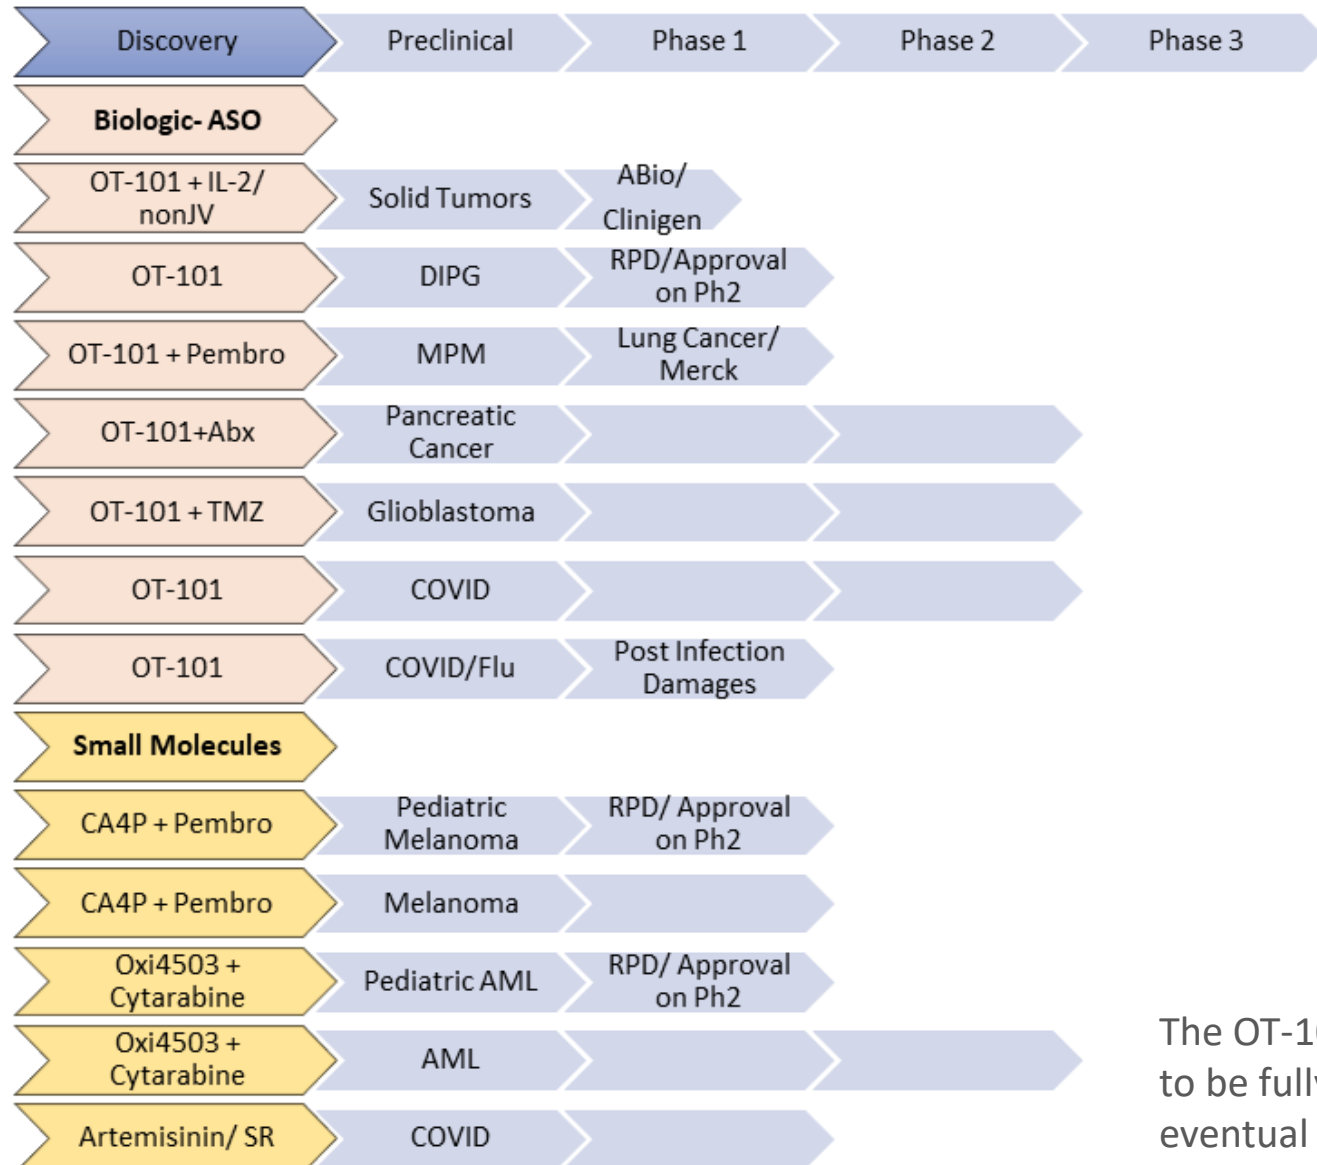 Discovery
Preclinical
Phase 1
Phase 2
Phase 3
Biologic- ASO
OT-101 + IL-2/
nonJV
Solid Tumors
ABio/
Clinigen
OT-101
DIPG
RPD/Approval
on Ph2
OT-101 + Pembro
MPM
Lung Cancer/
Merck
OT-101+Abx
Pancreatic
Cancer
OT-101 + TMZ
Glioblastoma
OT-101
COVID
OT-101
COVID/Flu
Post Infection
Damages
Small Molecules
CA4P + Pembro
Pediatric
Melanoma
RPD/ Approval
on Ph2
CA4P + Pembro
Melanoma
Oxi4503 +
Cytarabine
Pediatric AML
RPD/ Approval
on Ph2
Oxi4503 +
Cytarabine
AML
Artemisinin/ SR
COVID
The
to be
eventual